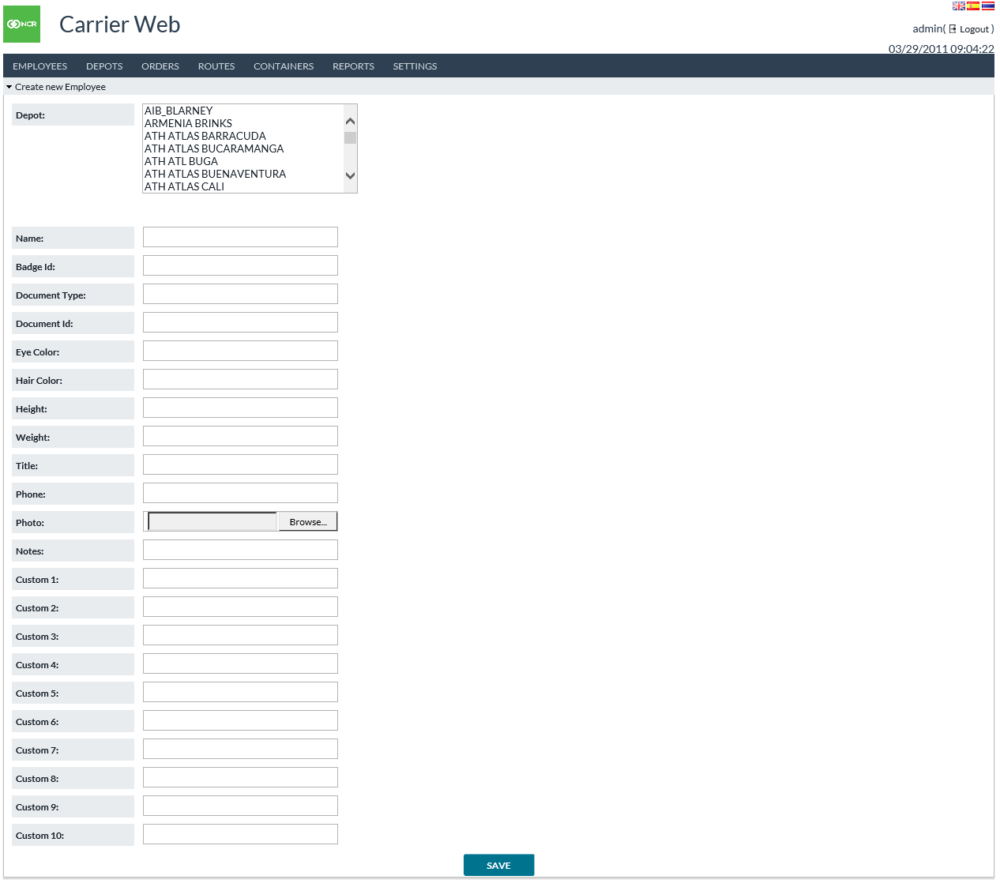 NCR
Carrier Web
admin( Logout )
03/29/2011 09:04:22
EMPLOYEES DEPOTS ORDERS ROUTES CONTAINERS REPORTS SETTINGS
Create new Employee
Depot:
AIB_BLARNEY
ARMENIA BRINKS
ATH ATLAS BARRACUDA
ATH ATLAS BUCARAMANGA
ATH ATL BUGA
ATH ATLAS BUENAVENTURA
ATH ATLAS CALI
Name:
Badge Id:
Document Type:
Document Id:
Eye Color:
Hair Color:
Height:
Weight:
Title:
Phone:
Photo: Browse...
Notes:
Custom 1:
Custom 2:
Custom 3:
Custom 4:
Custom 5:
Custom 6:
Custom 7:
Custom 8:
Custom 9:
Custom 10:
SAVE